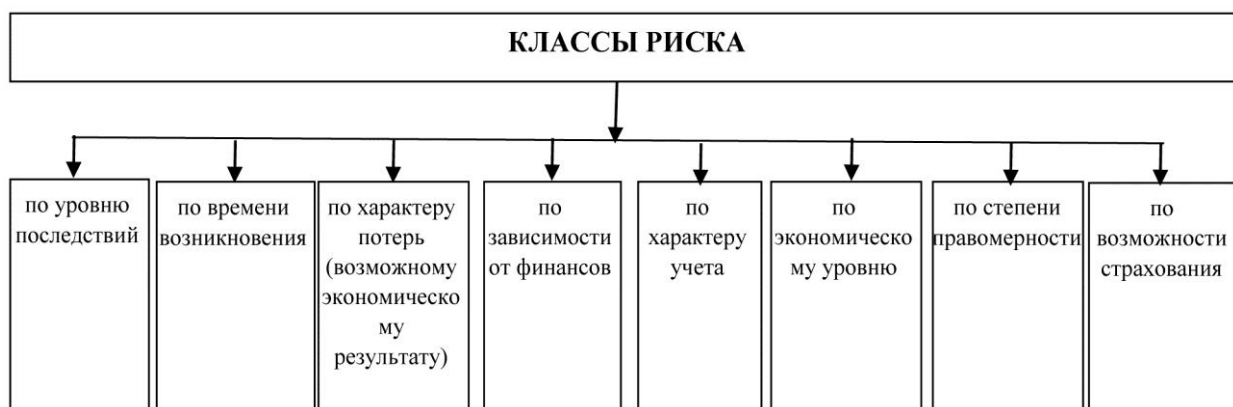 КЛАССЫ РИСКА
по уровню
последствий
по времени
возникновения
по характеру
потерь
(возможному
экономическо
му
результату)
по
зависимости
от финансов
по
характеру
учета
по
экономическо
му уровню
по степени
правомерности
по
возможности
страхования